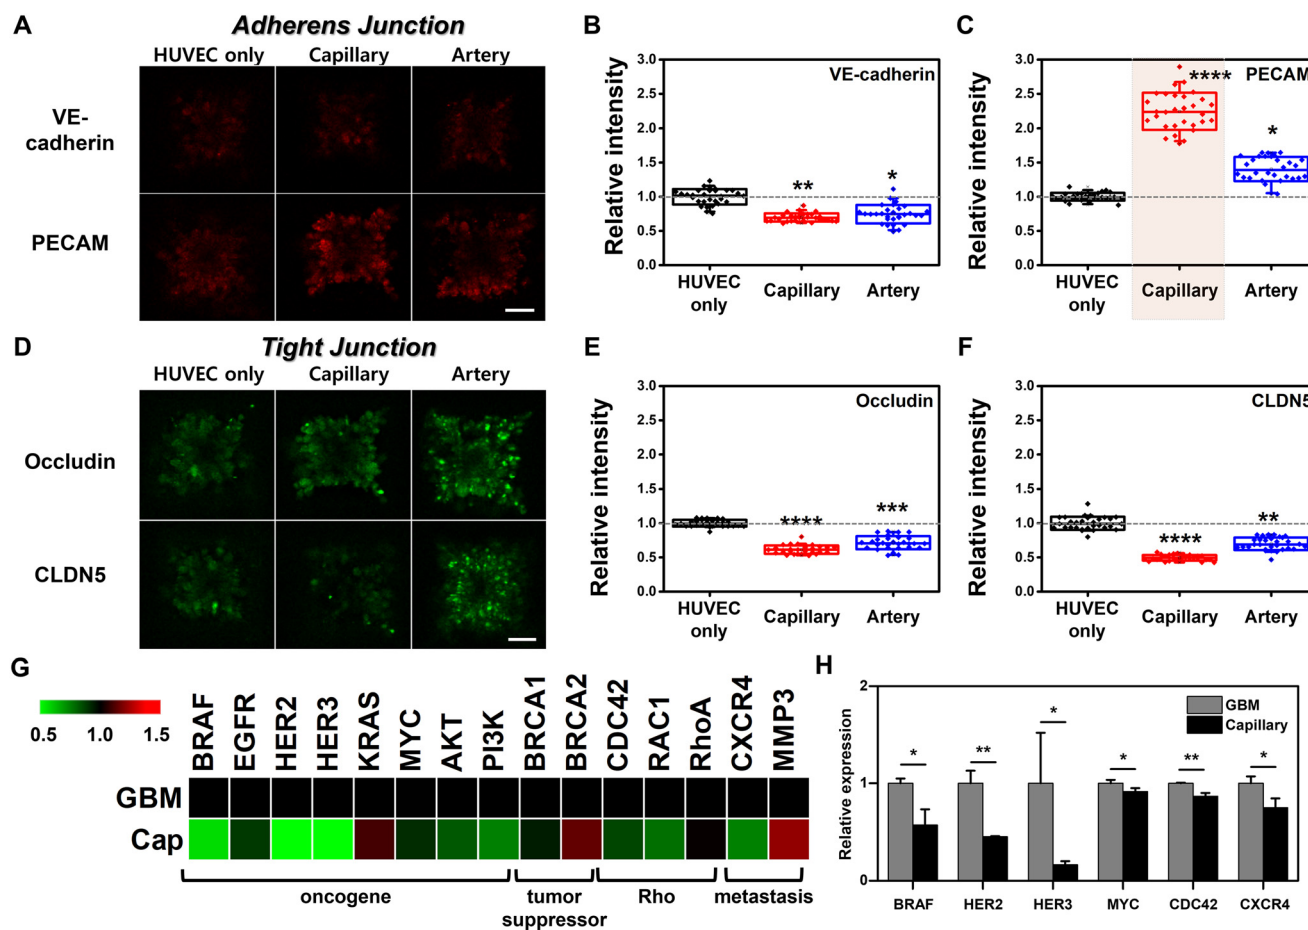 A
Adherens Junction
HUVEC only
Capillary
Artery
VE-
cadherin
PECAM
B
Relative intensity
3.0
2.5
2.0
1.5
1.0
0.5
0.0
VE-cadherin
**
*
HUVEC
only
Capillary
Artery
C
Relative intensity
3.0
2.5
2.0
1.5
1.0
0.5
0.0
PECAM
****
*
HUVEC
only
Capillary
Artery
D
Tight Junction
HUVEC only
Capillary
Artery
Occludin
CLDN5
E
Relative intensity
3.0
2.5
2.0
1.5
1.0
0.5
0.0
Occludin
****
***
HUVEC
only
Capillary
Artery
F
Relative intensity
3.0
2.5
2.0
1.5
1.0
0.5
0.0
CLDN5
****
**
HUVEC
only
Capillary
Artery
G
0.5 1.0 1.5
BRAF EGFR HER2 HER3 KRAS MYC AKT PI3K BRCA1 BRCA2 CDC42 RAC1 RhoA CXCR4 MMP3
GBM
Cap
oncogene
tumor
suppressor
Rho
metastasis
H
Relative expression
2
1
0
GBM
Capillary
* ** * * ** *
BRAF HER2 HER3 MYC CDC42 CXCR4